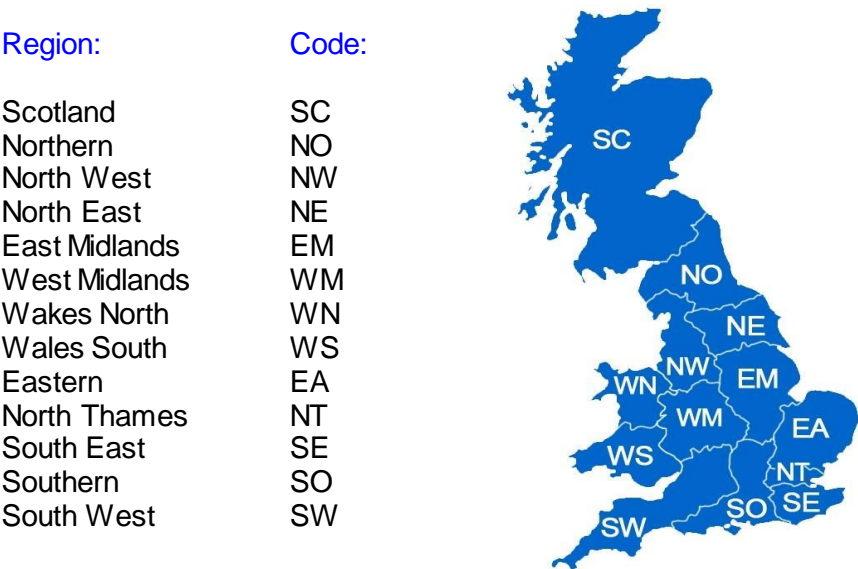 Region: Code:
Scotland SC
Northern NO
North West NW
North East NE
East Midlands EM
West Midlands WM
Wakes North WN
Wales South WS
Eastern EA
North Thames NT
South East SE
Southern SO
South West SW
SC
NO
NE
NW
EM
WN
WM
EA
WS
NT
SE
SO
SW